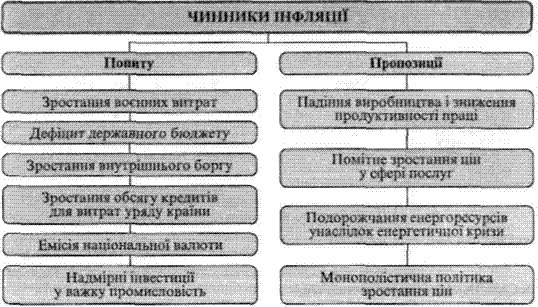 ЧИННИКИ ІНФЛЯЦІЇ
Попиту
Зростання воєнних витрат
Дефіцит державного бюджету
Зростання внутрішнього боргу
Зростання обсягу кредитів
для витрат уряду країни
Емісія національної валюти
Надмірні інвестиції
у важку промисловість
Пропозиції
Падіння виробництва і зниження
продуктивності праці
Помітне зростання цін
у сфері послуг
Подорожчання енергоресурсів
унаслідок енергетичної кризи
Монополістична політика
зростання цін